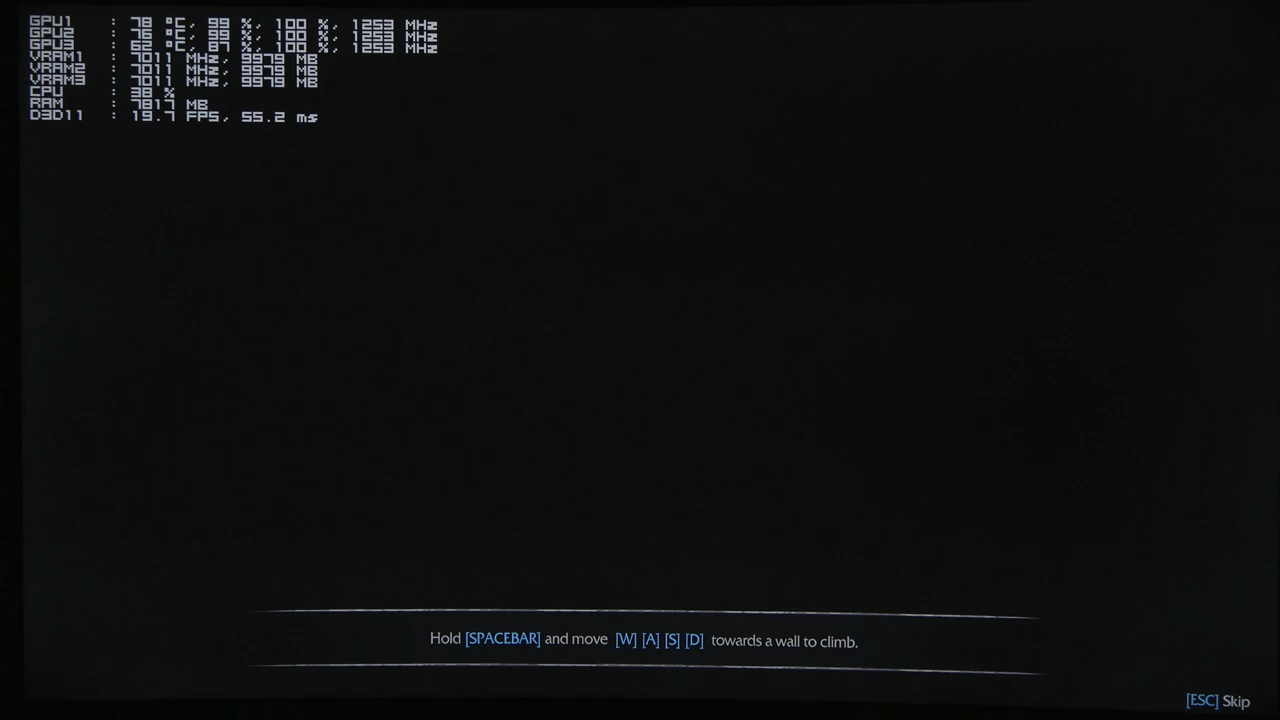 GPU1 : 78 °C, 99 %, 100 %, 1253 MHz
GPU2 : 76 °C, 99 %, 100 %, 1253 MHz
GPU3 : 62 °C, 87 %, 100 %, 1253 MHz
VRAM1 : 7011 MHz, 9979 MB
VRAM2 : 7011 MHz, 9979 MB
VRAM3 : 7011 MHz, 9979 MB
CPU : 38 %
RAM : 7817 MB
D3D11 : 19.7 FPS, 55.2 ms
Hold [SPACEBAR] and move [W] [A] [S] [D] towards a wall to climb.
[ESC] Skip